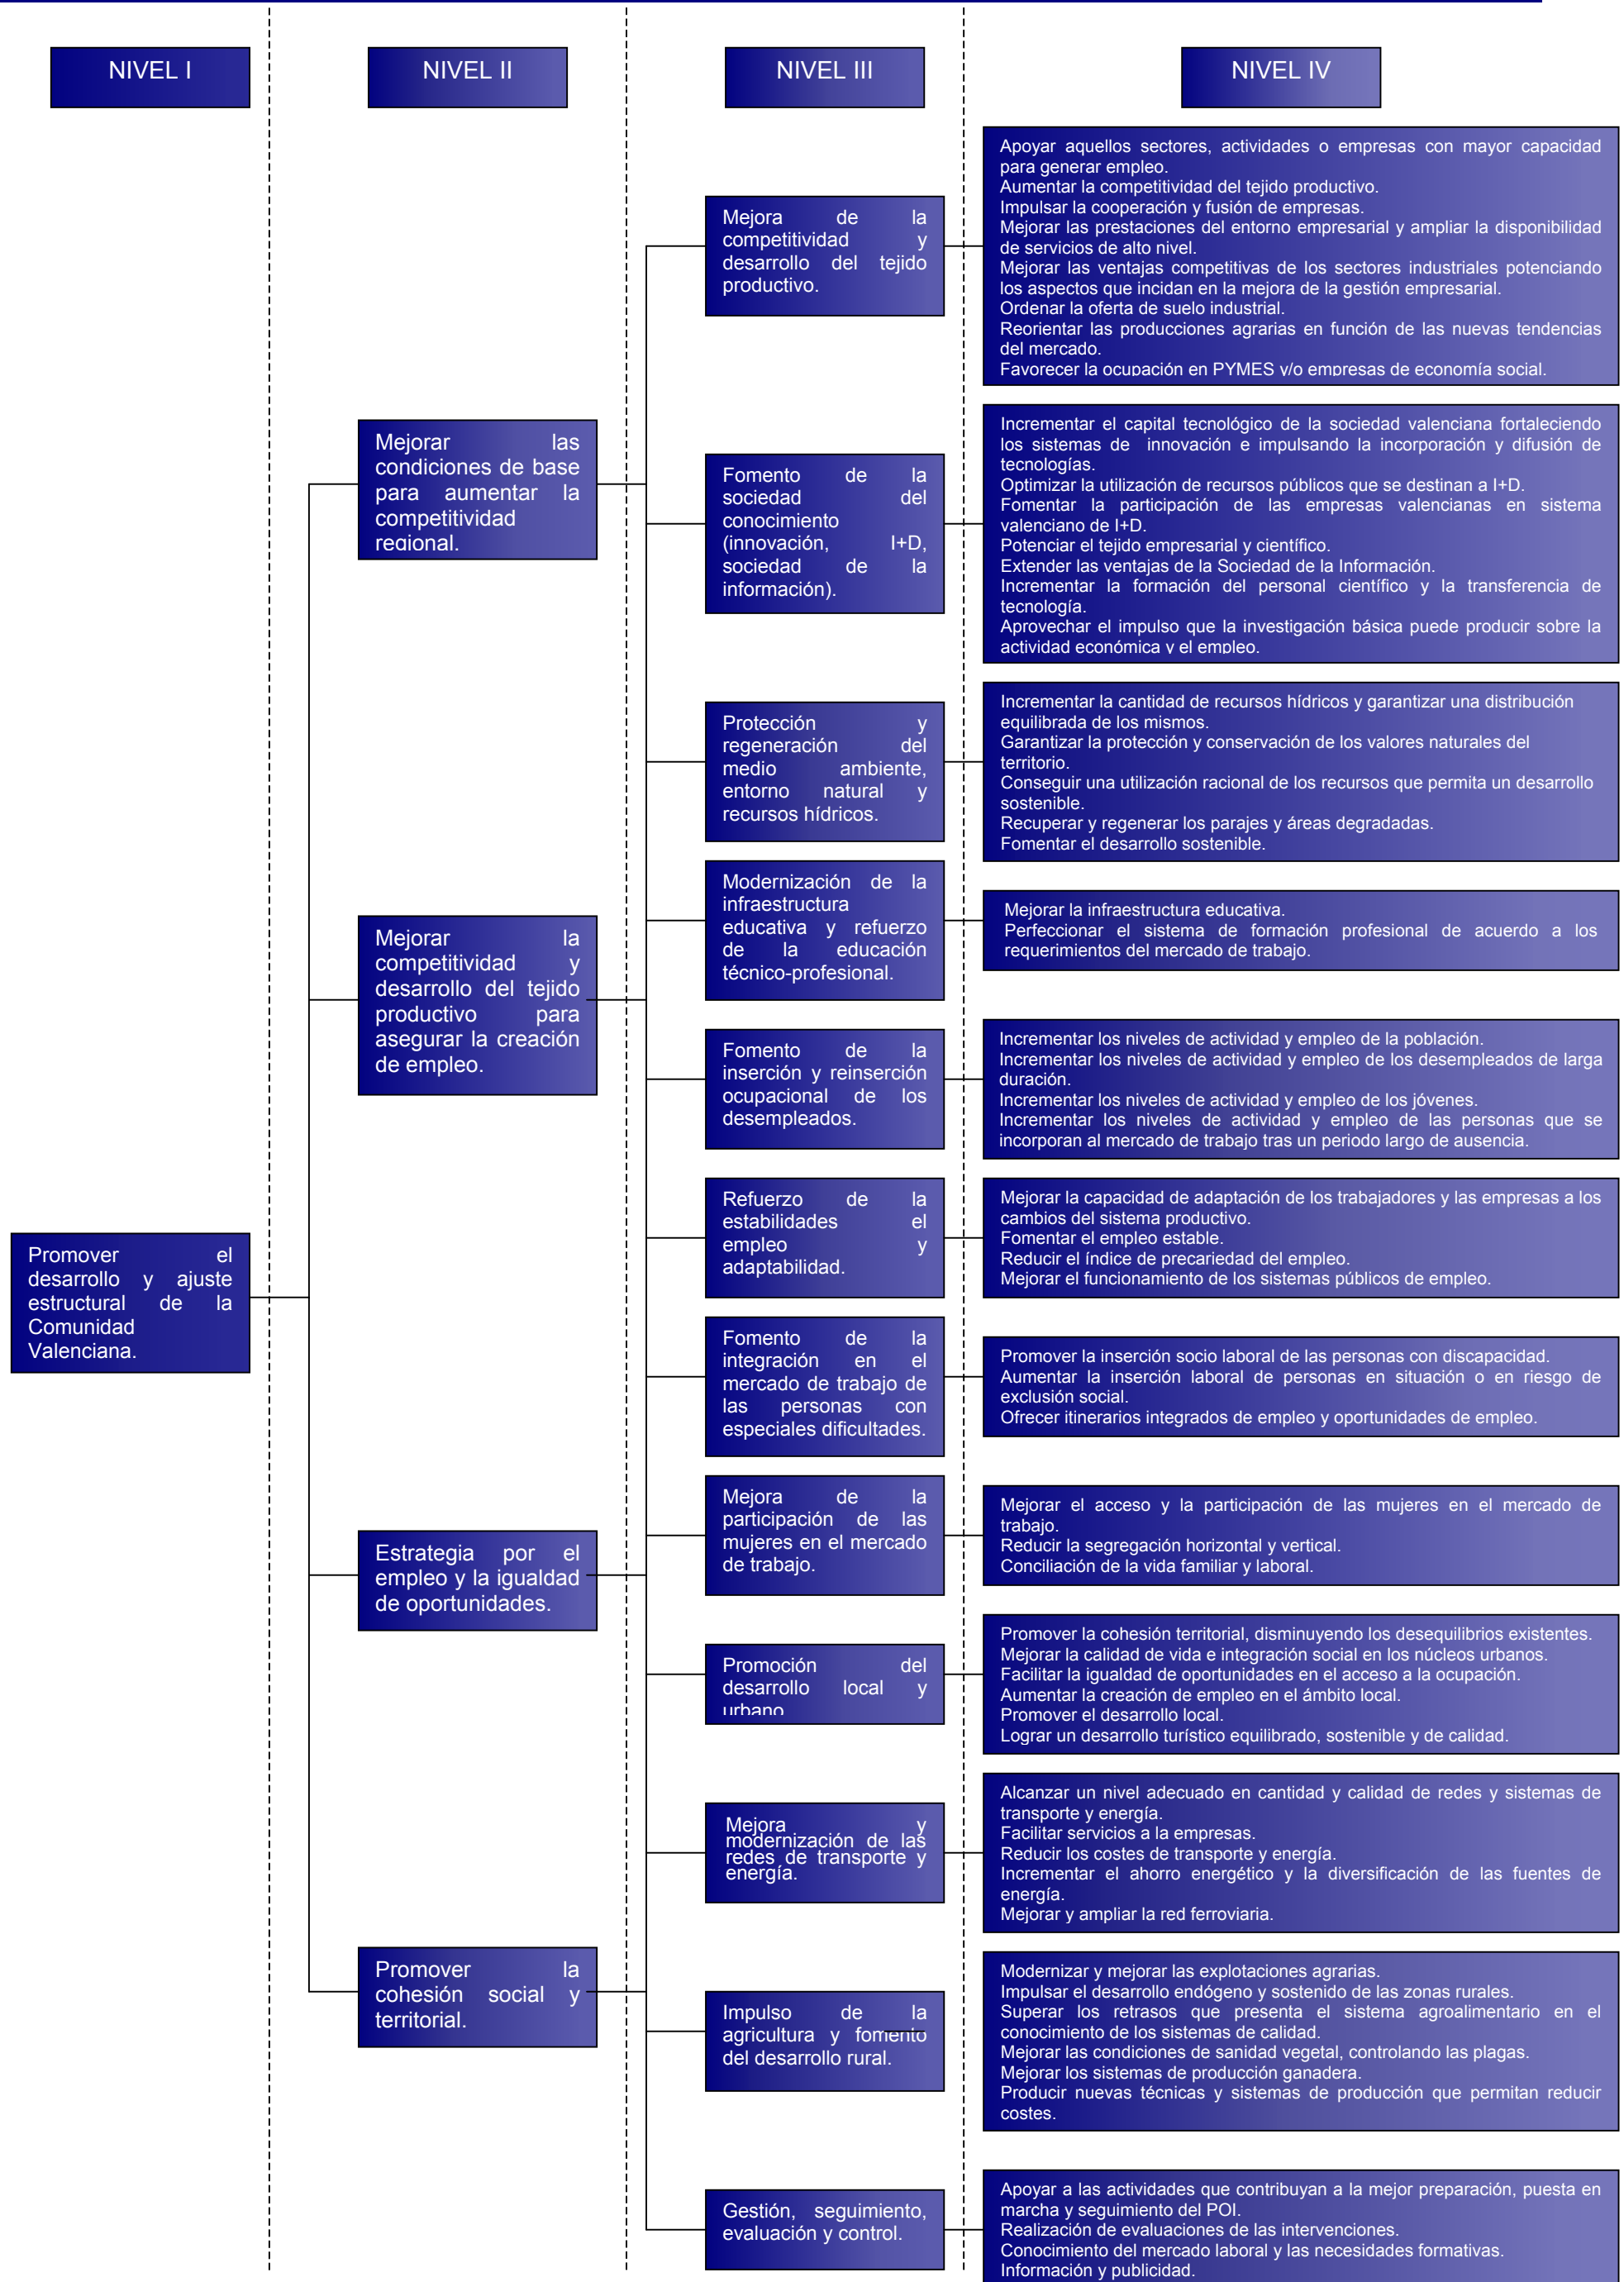 NIVEL I
NIVEL II
NIVEL III
NIVEL IV
Promover el
desarrollo y ajuste
estructural de la
Comunidad
Valenciana.
Mejorar las
condiciones de base
para aumentar la
competitividad
regional.
Mejorar la
competitividad y
desarrollo del tejido
productivo para
asegurar la creación
de empleo.
Estrategia por el
empleo y la igualdad
de oportunidades.
Promover la
cohesión social y
territorial.
Mejora de la
competitividad y
desarrollo del tejido
productivo.
Fomento de la
sociedad del
conocimiento
(innovación, I+D,
sociedad de la
información).
Protección y
regeneración del
medio ambiente,
entorno natural y
recursos hídricos.
Modernización de la
infraestructura
educativa y refuerzo
de la educación
técnico-profesional.
Fomento de la
inserción y reinserción
ocupacional de los
desempleados.
Refuerzo de la
estabilidades el
empleo y
adaptabilidad.
Fomento de la
integración en el
mercado de trabajo de
las personas con
especiales dificultades.
Mejora de la
participación de las
mujeres en el mercado
de trabajo.
Promoción del
desarrollo local y
urbano
Mejora y
modernización de las
redes de transporte y
energía.
Impulso de la
agricultura y fomento
del desarrollo rural.
Gestión, seguimiento,
evaluación y control.
Apoyar aquellos sectores, actividades o empresas con mayor capacidad
para generar empleo.
Aumentar la competitividad del tejido productivo.
Impulsar la cooperación y fusión de empresas.
Mejorar las prestaciones del entorno empresarial y ampliar la disponibilidad
de servicios de alto nivel.
Mejorar las ventajas competitivas de los sectores industriales potenciando
los aspectos que incidan en la mejora de la gestión empresarial.
Ordenar la oferta de suelo industrial.
Reorientar las producciones agrarias en función de las nuevas tendencias
del mercado.
Favorecer la ocupación en PYMES y/o empresas de economía social.
Incrementar el capital tecnológico de la sociedad valenciana fortaleciendo
los sistemas de innovación e impulsando la incorporación y difusión de
tecnologías.
Optimizar la utilización de recursos públicos que se destinan a I+D.
Fomentar la participación de las empresas valencianas en sistema
valenciano de I+D.
Potenciar el tejido empresarial y científico.
Extender las ventajas de la Sociedad de la Información.
Incrementar la formación del personal científico y la transferencia de
tecnología.
Aprovechar el impulso que la investigación básica puede producir sobre la
actividad económica y el empleo.
Incrementar la cantidad de recursos hídricos y garantizar una distribución
equilibrada de los mismos.
Garantizar la protección y conservación de los valores naturales del
territorio.
Conseguir una utilización racional de los recursos que permita un desarrollo
sostenible.
Recuperar y regenerar los parajes y áreas degradadas.
Fomentar el desarrollo sostenible.
Mejorar la infraestructura educativa.
Perfeccionar el sistema de formación profesional de acuerdo a los
requerimientos del mercado de trabajo.
Incrementar los niveles de actividad y empleo de la población.
Incrementar los niveles de actividad y empleo de los desempleados de larga
duración.
Incrementar los niveles de actividad y empleo de los jóvenes.
Incrementar los niveles de actividad y empleo de las personas que se
incorporan al mercado de trabajo tras un periodo largo de ausencia.
Mejorar la capacidad de adaptación de los trabajadores y las empresas a los
cambios del sistema productivo.
Fomentar el empleo estable.
Reducir el índice de precariedad del empleo.
Mejorar el funcionamiento de los sistemas públicos de empleo.
Promover la inserción socio laboral de las personas con discapacidad.
Aumentar la inserción laboral de personas en situación o en riesgo de
exclusión social.
Ofrecer itinerarios integrados de empleo y oportunidades de empleo.
Mejorar el acceso y la participación de las mujeres en el mercado de
trabajo.
Reducir la segregación horizontal y vertical.
Conciliación de la vida familiar y laboral.
Promover la cohesión territorial, disminuyendo los desequilibrios existentes.
Mejorar la calidad de vida e integración social en los núcleos urbanos.
Facilitar la igualdad de oportunidades en el acceso a la ocupación.
Aumentar la creación de empleo en el ámbito local.
Promover el desarrollo local.
Lograr un desarrollo turístico equilibrado, sostenible y de calidad.
Alcanzar un nivel adecuado en cantidad y calidad de redes y sistemas de
transporte y energía.
Facilitar servicios a la empresas.
Reducir los costes de transporte y energía.
Incrementar el ahorro energético y la diversificación de las fuentes de
energía.
Mejorar y ampliar la red ferroviaria.
Modernizar y mejorar las explotaciones agrarias.
Impulsar el desarrollo endógeno y sostenido de las zonas rurales.
Superar los retrasos que presenta el sistema agroalimentario en el
conocimiento de los sistemas de calidad.
Mejorar las condiciones de sanidad vegetal, controlando las plagas.
Mejorar los sistemas de producción ganadera.
Producir nuevas técnicas y sistemas de producción que permitan reducir
costes.
Apoyar a las actividades que contribuyan a la mejor preparación, puesta en
marcha y seguimiento del POI.
Realización de evaluaciones de las intervenciones.
Conocimiento del mercado laboral y las necesidades formativas.
Información y publicidad.